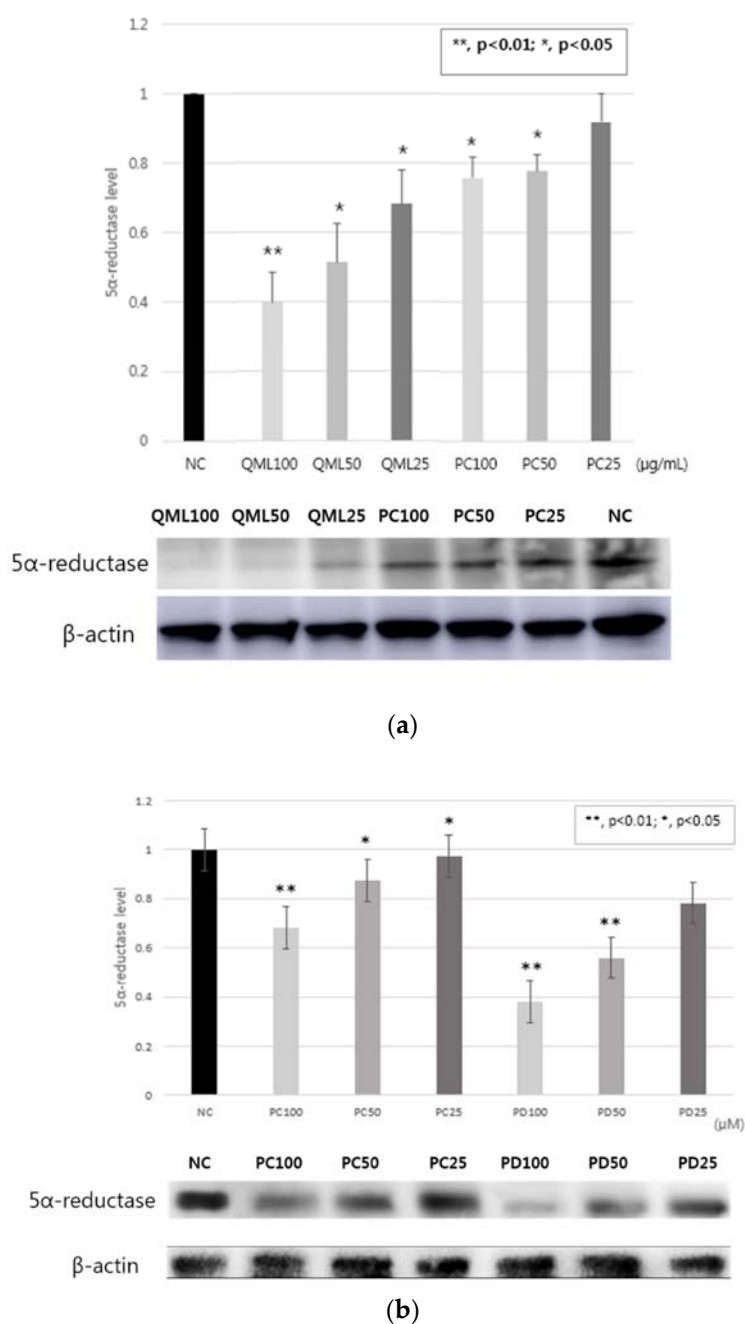 1.2
**, p<0.01; *, p<0.05
1
0.8
0.6
0.4
0.2
0
5α-reductase level
** * * * *
NC QML100 QML50 QML25 PC100 PC50 PC25 (μg/mL)
QML100 QML50 QML25 PC100 PC50 PC25 NC
5α-reductase
β-actin
(a)
1.2
**, p<0.01; *, p<0.05
1
0.8
0.6
0.4
0.2
0
5α-reductase level
** * * ** **
NC PC100 PC50 PC25 PD100 PD50 PD25
(μM)
NC PC100 PC50 PC25 PD100 PD50 PD25
5α-reductase
β-actin
(b)